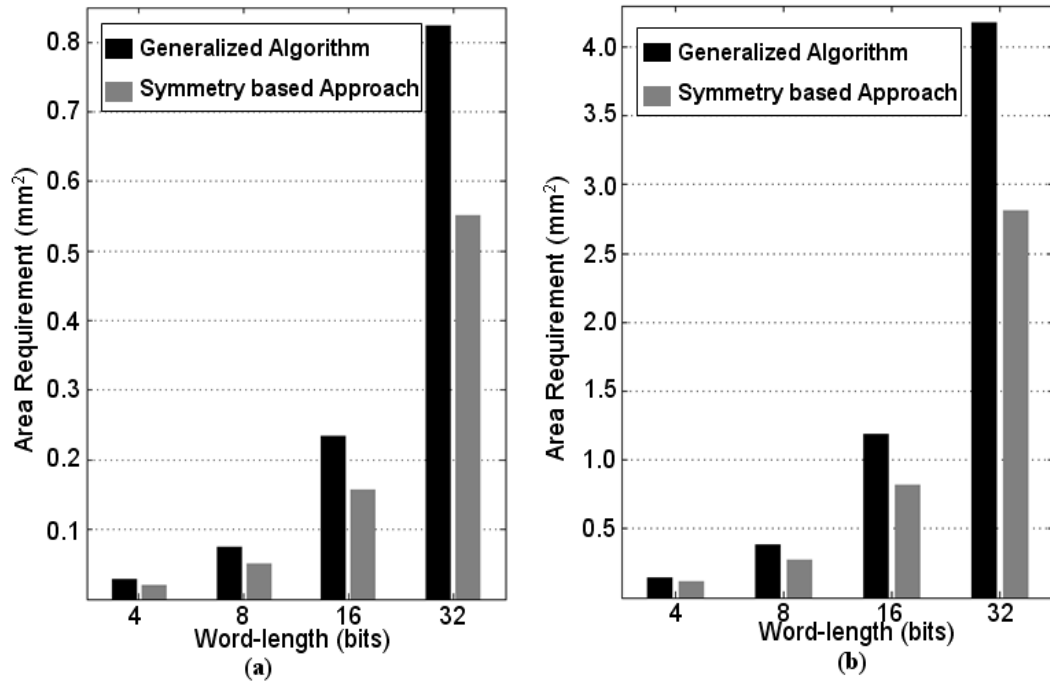 0.8
0.7
0.6
0.5
0.4
0.3
0.2
0.1
Area Requirement (mm²)
Generalized Algorithm
Symmetry based Approach
4 8 16 32
Word-length (bits)
(a)
4.0
3.5
3.0
2.5
2.0
1.5
1.0
0.5
Area Requirement (mm²)
Generalized Algorithm
Symmetry based Approach
4 8 16 32
Word-length (bits)
(b)